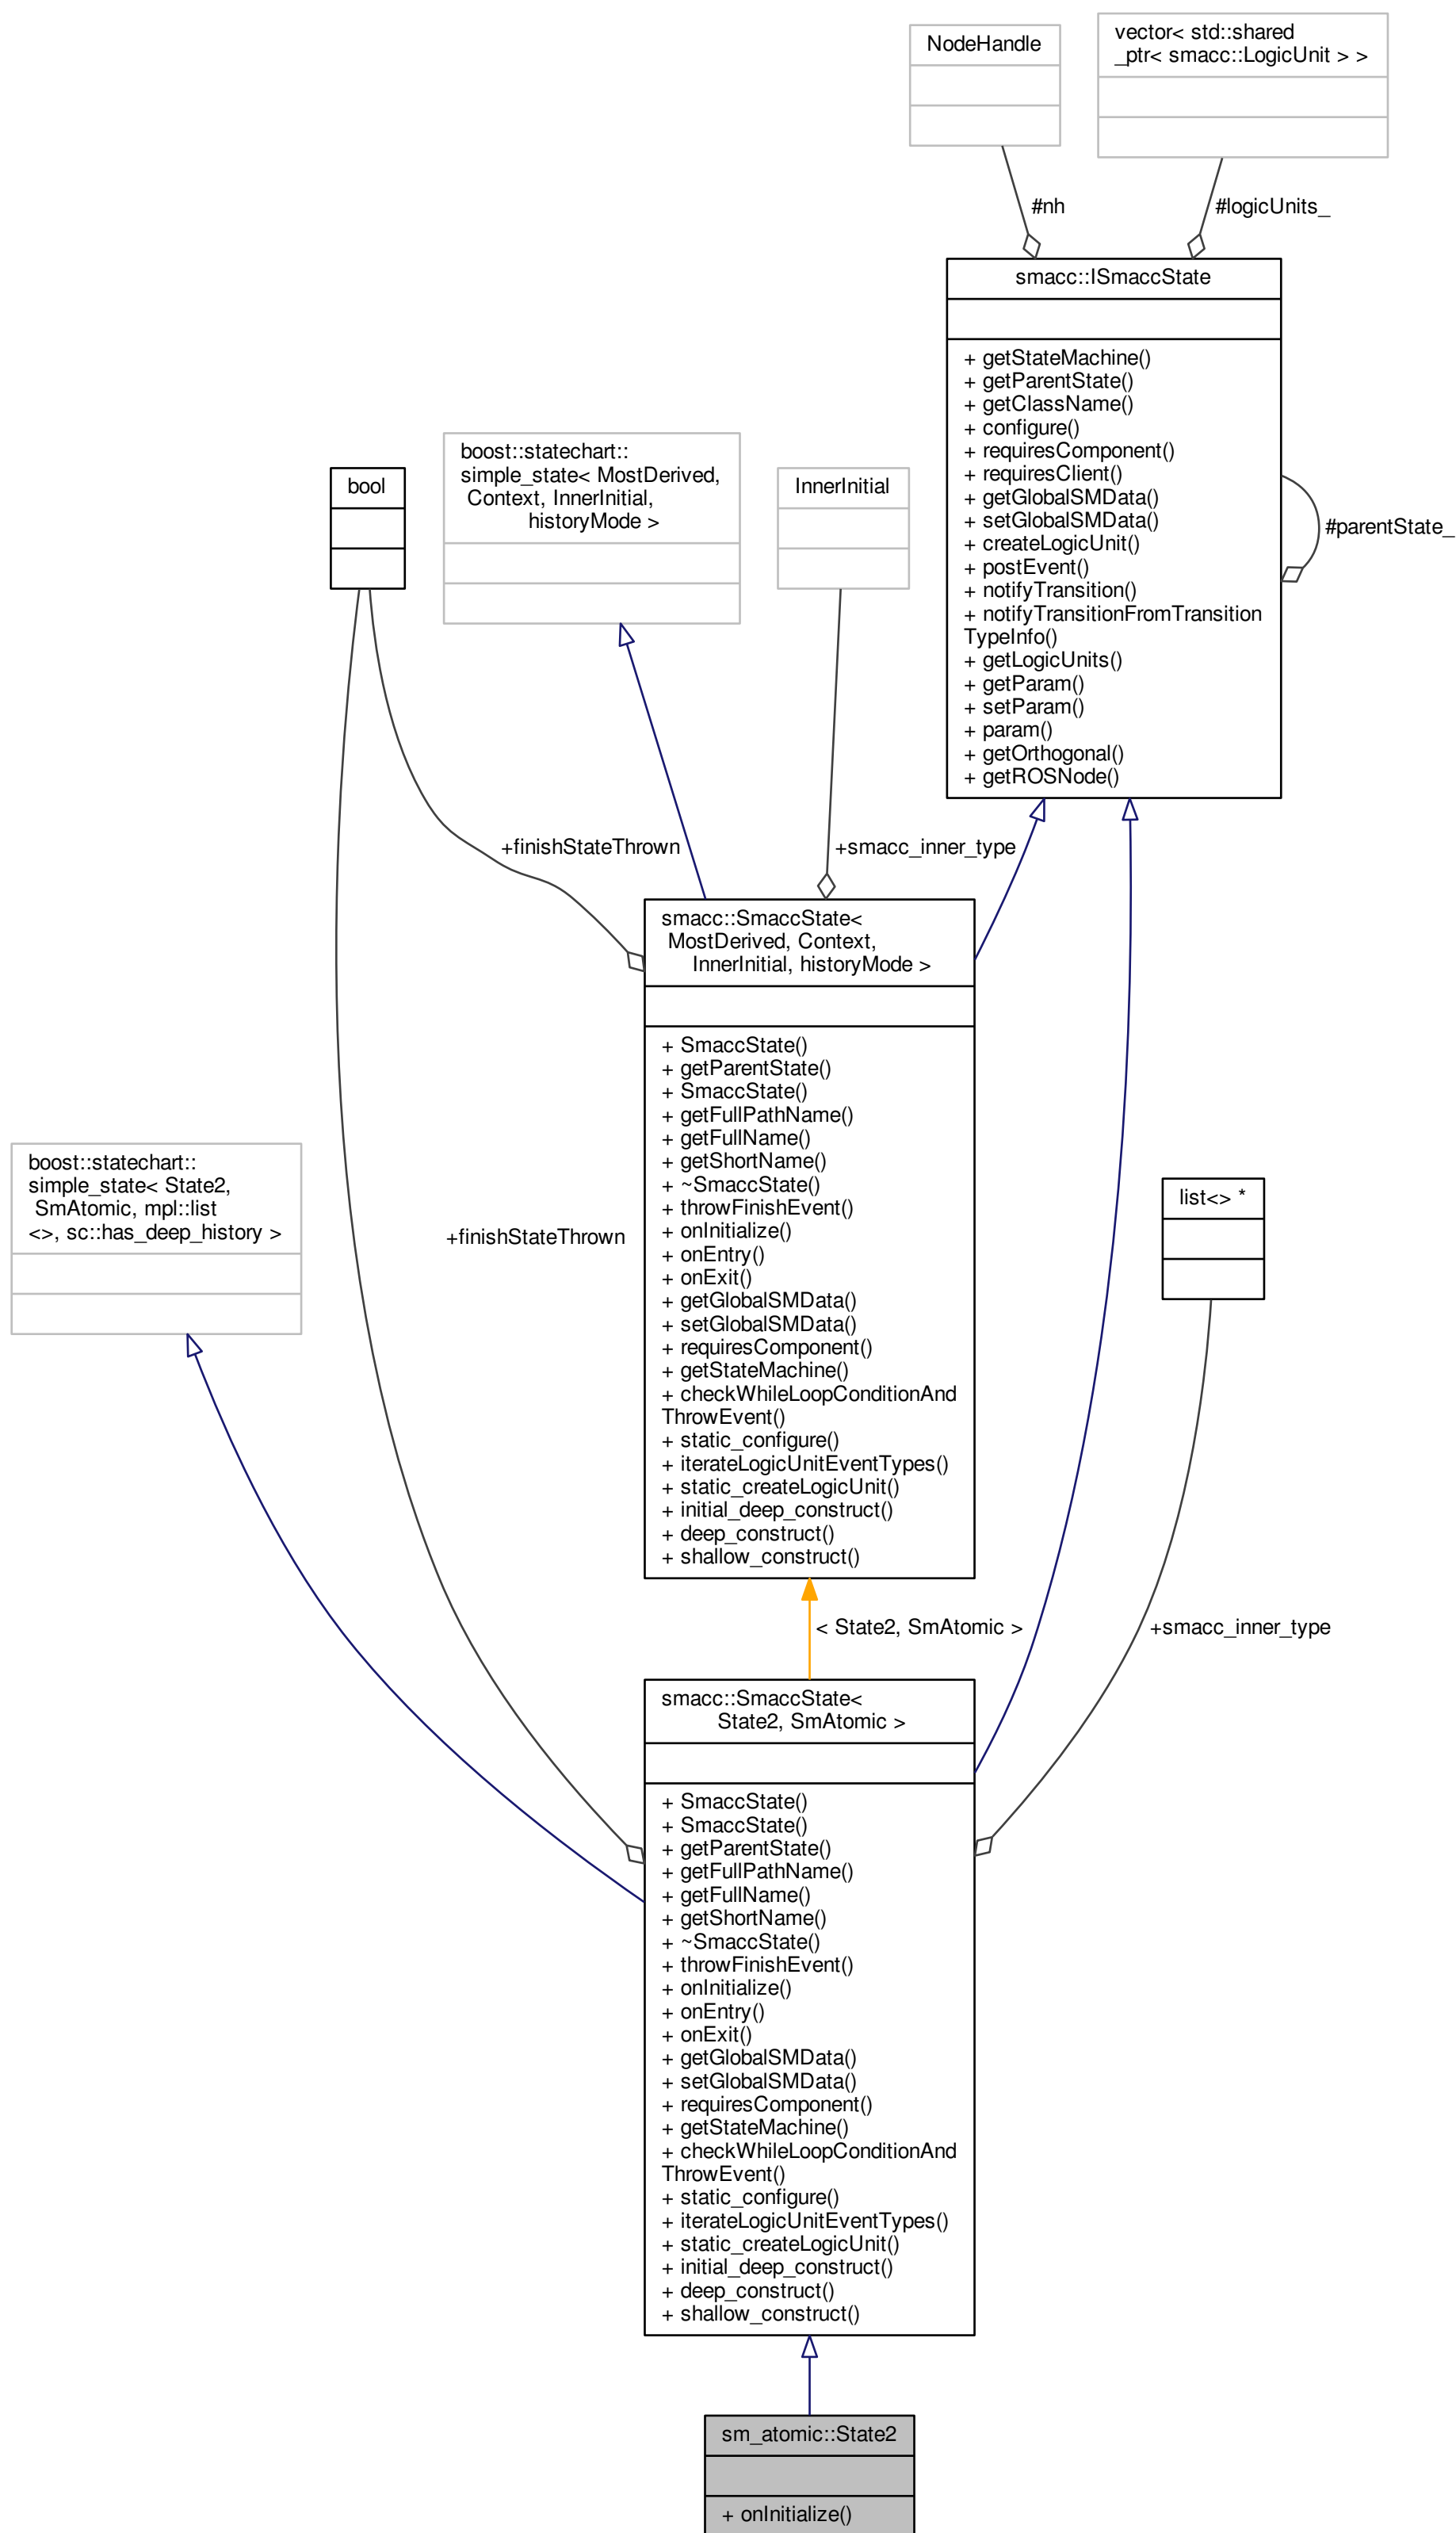 NodeHandle
vector< std::shared
_ptr< smacc::LogicUnit > >
#nh
#logicUnits_
smacc::ISmaccState
+ getStateMachine()
+ getParentState()
+ getClassName()
+ configure()
+ requiresComponent()
+ requiresClient()
+ getGlobalSMData()
+ setGlobalSMData()
+ createLogicUnit()
+ postEvent()
+ notifyTransition()
+ notifyTransitionFromTransition
TypeInfo()
+ getLogicUnits()
+ getParam()
+ setParam()
+ param()
+ getOrthogonal()
+ getROSNode()
#parentState_
bool
boost::statechart::
simple_state< MostDerived,
Context, InnerInitial,
historyMode >
InnerInitial
+finishStateThrown
+smacc_inner_type
smacc::SmaccState<
MostDerived, Context,
InnerInitial, historyMode >
+ SmaccState()
+ getParentState()
+ SmaccState()
+ getFullPathName()
+ getFullName()
+ getShortName()
+ ~SmaccState()
+ throwFinishEvent()
+ onInitialize()
+ onEntry()
+ onExit()
+ getGlobalSMData()
+ setGlobalSMData()
+ requiresComponent()
+ getStateMachine()
+ checkWhileLoopConditionAnd
ThrowEvent()
+ static_configure()
+ iterateLogicUnitEventTypes()
+ static_createLogicUnit()
+ initial_deep_construct()
+ deep_construct()
+ shallow_construct()
boost::statechart::
simple_state< State2,
SmAtomic, mpl::list
<>, sc::has_deep_history >
+finishStateThrown
list<> *
< State2, SmAtomic >
+smacc_inner_type
smacc::SmaccState<
State2, SmAtomic >
+ SmaccState()
+ SmaccState()
+ getParentState()
+ getFullPathName()
+ getFullName()
+ getShortName()
+ ~SmaccState()
+ throwFinishEvent()
+ onInitialize()
+ onEntry()
+ onExit()
+ getGlobalSMData()
+ setGlobalSMData()
+ requiresComponent()
+ getStateMachine()
+ checkWhileLoopConditionAnd
ThrowEvent()
+ static_configure()
+ iterateLogicUnitEventTypes()
+ static_createLogicUnit()
+ initial_deep_construct()
+ deep_construct()
+ shallow_construct()
sm_atomic::State2
+ onInitialize()